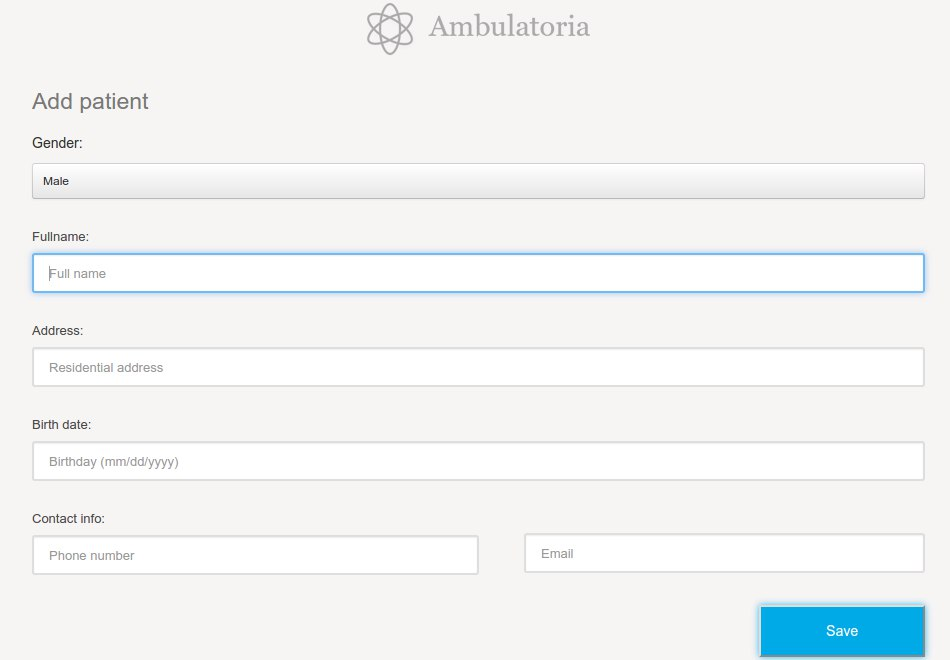 Ambulatoria
Add patient
Gender:
Male
Fullname:
Full name
Address:
Residential address
Birth date:
Birthday (mm/dd/yyyy)
Contact info:
Phone number
Email
Save